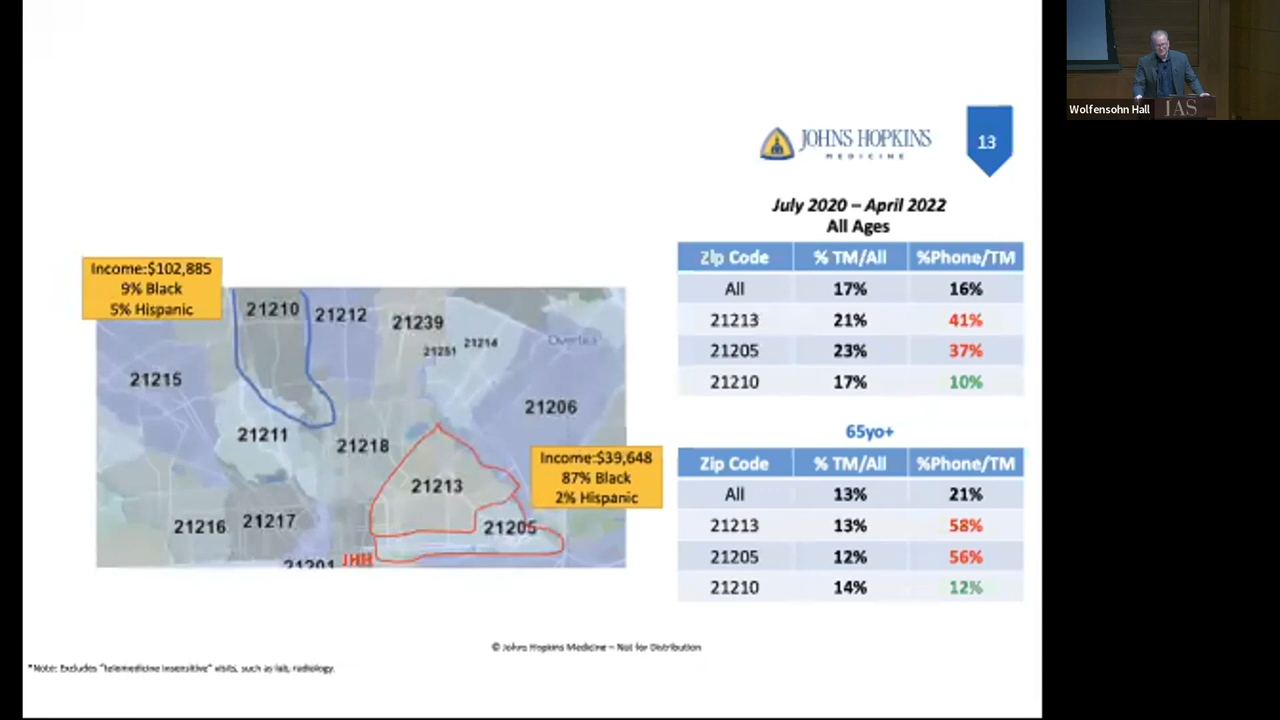 JOHNS HOPKINS
MEDICINE
13
July 2020 – April 2022
All Ages
Zip Code % TM/All %Phone/TM
All 17% 16%
21213 21% 41%
21205 23% 37%
21210 17% 10%
65yo+
Zip Code % TM/All %Phone/TM
All 13% 21%
21213 13% 58%
21205 12% 56%
21210 14% 12%
Income:$102,885
9% Black
5% Hispanic
21210
21212
21239
21251
21214
Overlea
21215
21206
21211
21218
Income:$39,648
87% Black
2% Hispanic
21213
21216
21217
21205
21201
JHH
© Johns Hopkins Medicine – Not for Distribution
*Note: Excludes "telemedicine insensitive" visits, such as lab, radiology.
Wolfensohn Hall
IAS